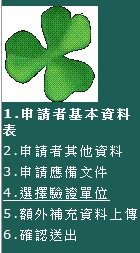 1.申請者基本資料
表
2.申請者其他資料
3.申請應備文件
4.選擇驗證單位
5.額外補充資料上傳
6.確認送出